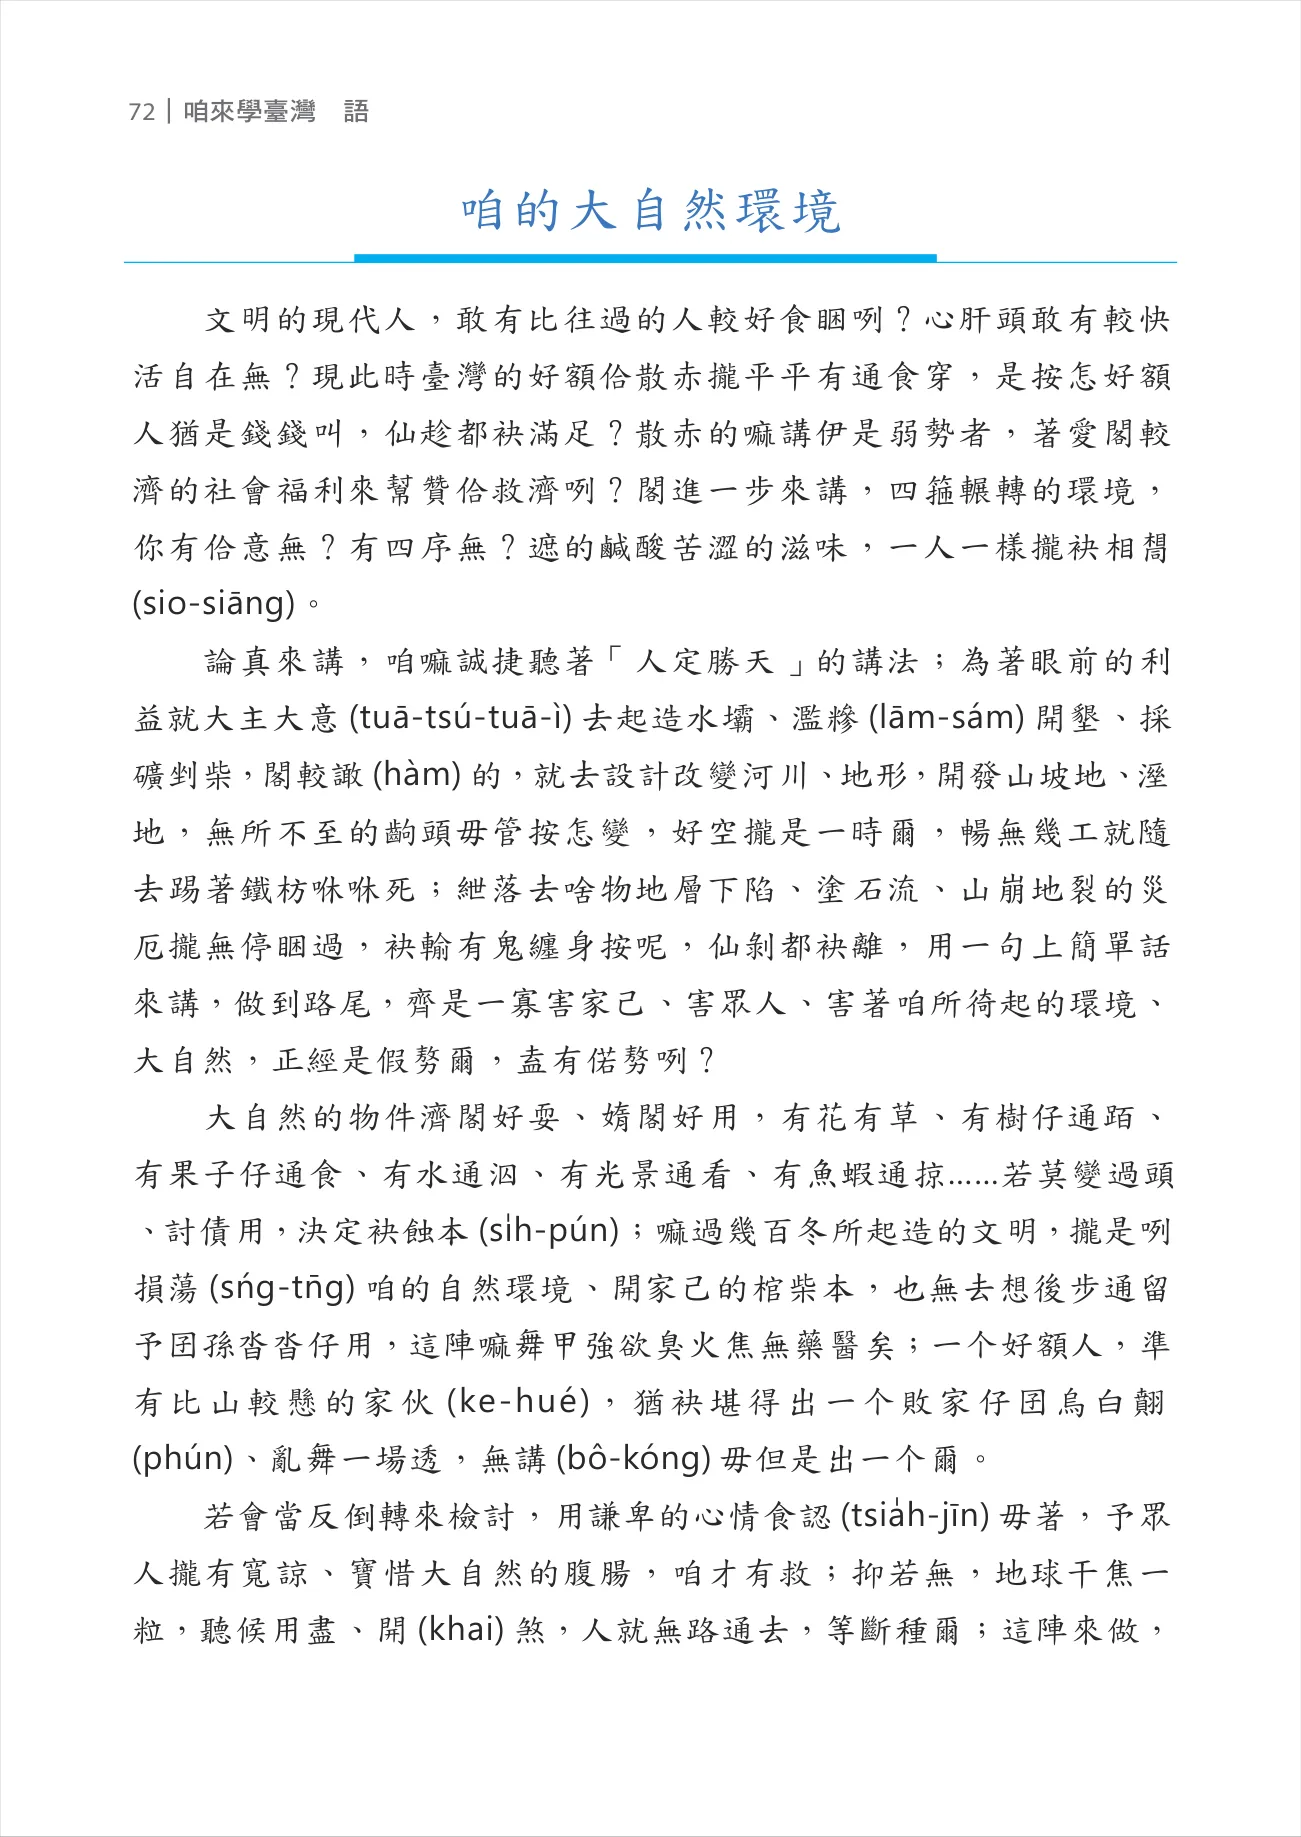 72｜咱來學臺灣　語
咱的大自然環境
文明的現代人，敢有比往過的人較好食睏咧？心肝頭敢有較快
活自在無？現此時臺灣的好額佮散赤攏平平有通食穿，是按怎好額
人猶是錢錢叫，仙趁都袂滿足？散赤的嘛講伊是弱勢者，著愛閣較
濟的社會福利來幫贊佮救濟咧？閣進一步來講，四箍輾轉的環境，
你有佮意無？有四序無？遮的鹹酸苦澀的滋味，一人一樣攏袂相𫝛
(sio-siāng)。
論真來講，咱嘛誠捷聽著「人定勝天」的講法；為著眼前的利
益就大主大意 (tuā-tsú-tuā-ì) 去起造水壩、濫糝 (lām-sám) 開墾、採
礦剉柴，閣較譀 (hàm) 的，就去設計改變河川、地形，開發山坡地、溼
地，無所不至的齣頭毋管按怎變，好空攏是一時爾，暢無幾工就隨
去踢著鐵枋咻咻死；紲落去啥物地層下陷、塗石流、山崩地裂的災
厄攏無停睏過，袂輸有鬼纏身按呢，仙剝都袂離，用一句上簡單話
來講，做到路尾，齊是一寡害家己、害眾人、害著咱所徛起的環境、
大自然，正經是假勢爾，盍有偌勢咧？
大自然的物件濟閣好耍、媠閣好用，有花有草、有樹仔通𬦰、
有果子仔通食、有水通泅、有光景通看、有魚蝦通掠……若莫變過頭
、討債用，決定袂蝕本 (si̍h-pún)；嘛過幾百冬所起造的文明，攏是咧
損蕩 (sńg-tn̄g) 咱的自然環境、開家己的棺柴本，也無去想後步通留
予囝孫沓沓仔用，這陣嘛舞甲強欲臭火焦無藥醫矣；一个好額人，準
有比山較懸的家伙 (ke-hué)，猶袂堪得出一个敗家仔囝烏白翸
(phún)、亂舞一場透，無講 (bô-kóng) 毋但是出一个爾。
若會當反倒轉來檢討，用謙卑的心情食認 (tsia̍h-jīn) 毋著，予眾
人攏有寬諒、寶惜大自然的腹腸，咱才有救；抑若無，地球干焦一
粒，聽候用盡、開 (khai) 煞，人就無路通去，等斷種爾；這陣來做，